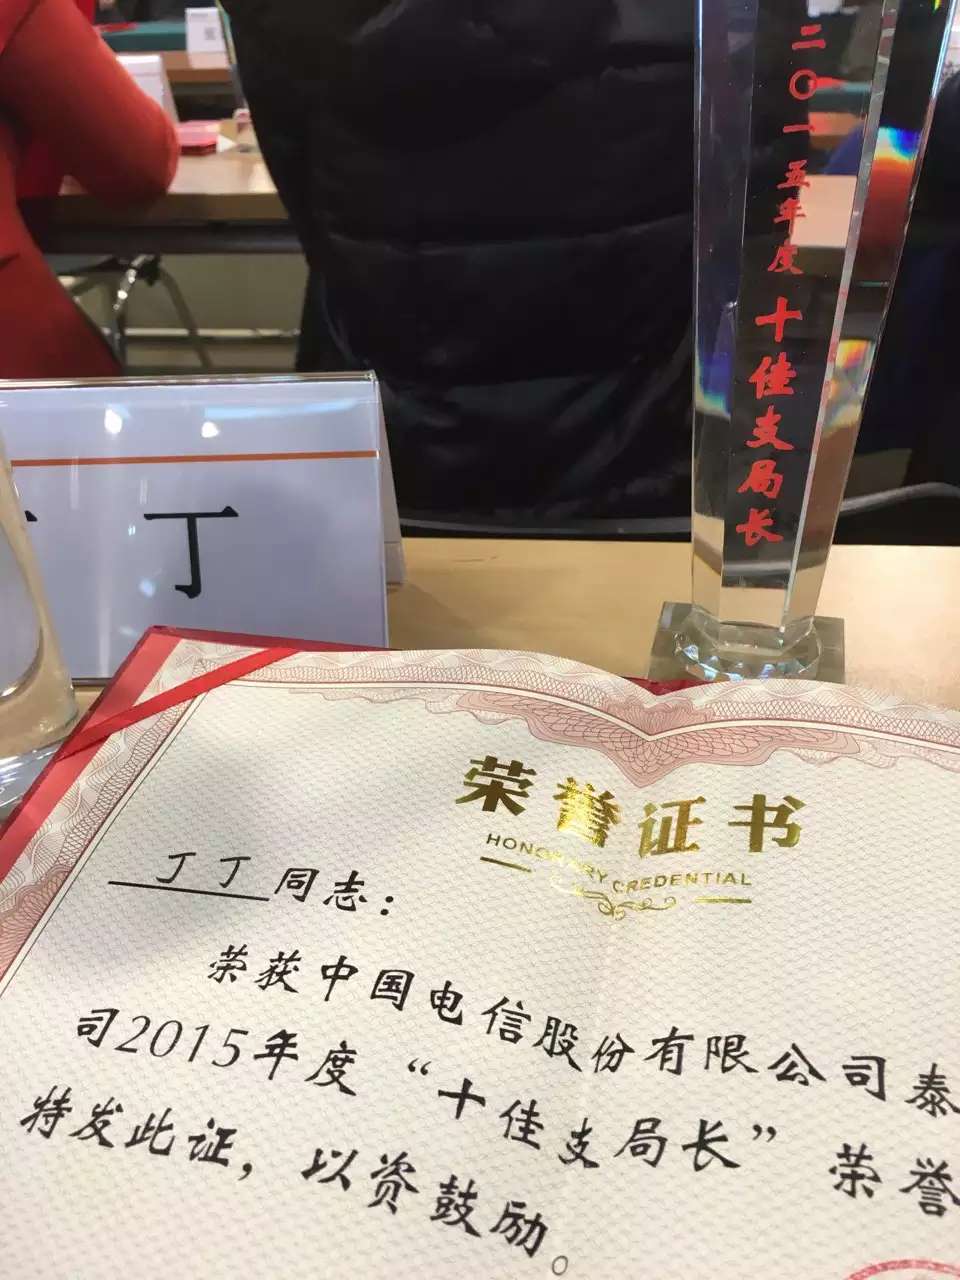 二〇一五年度
十佳支局长
丁
荣誉证书
HONORARY CREDENTIAL
丁丁同志：
荣获中国电信股份有限公司泰
司2015年度“十佳支局长”荣誉
特发此证，以资鼓励。